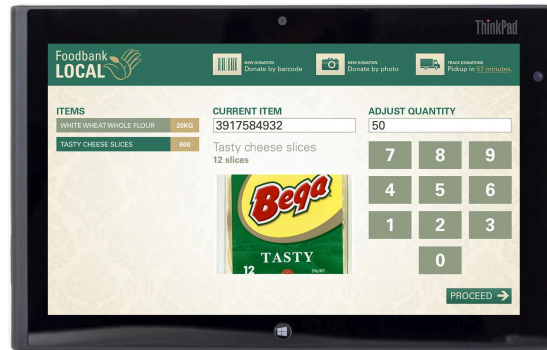 ThinkPad
Foodbank
LOCAL
NEW DONATION
Donate by barcode
NEW DONATION
Donate by photo
TRACK DONATIONS
Pickup in 57 minutes.
ITEMS
WHITE WHEAT WHOLE FLOUR 20KG
TASTY CHEESE SLICES 600
CURRENT ITEM
3917584932
Tasty cheese slices
12 slices
Bega
TASTY
12
ADJUST QUANTITY
50
7 8 9
4 5 6
1 2 3
0
PROCEED